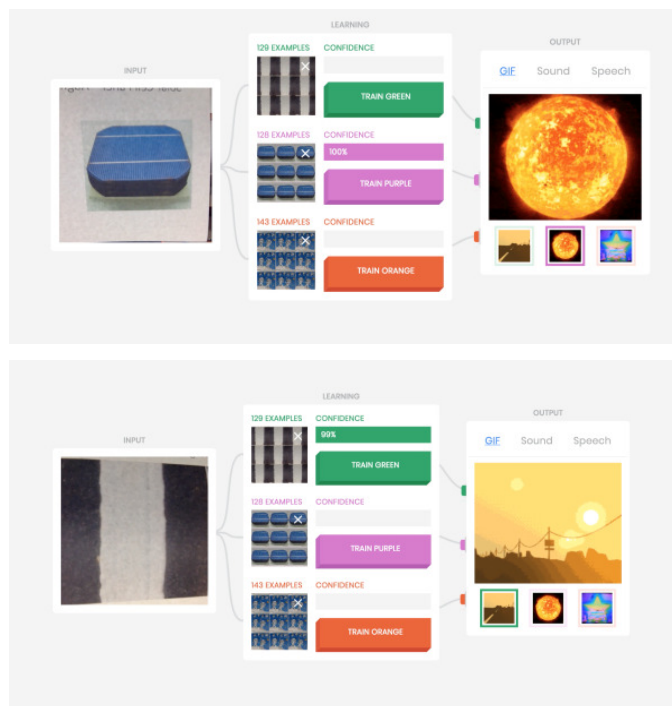 LEARNING
OUTPUT
INPUT
129 EXAMPLES CONFIDENCE
GIF Sound Speech
TRAIN GREEN
128 EXAMPLES CONFIDENCE
100%
TRAIN PURPLE
143 EXAMPLES CONFIDENCE
TRAIN ORANGE
LEARNING
OUTPUT
INPUT
129 EXAMPLES CONFIDENCE
99%
GIF Sound Speech
TRAIN GREEN
128 EXAMPLES CONFIDENCE
TRAIN PURPLE
143 EXAMPLES CONFIDENCE
TRAIN ORANGE